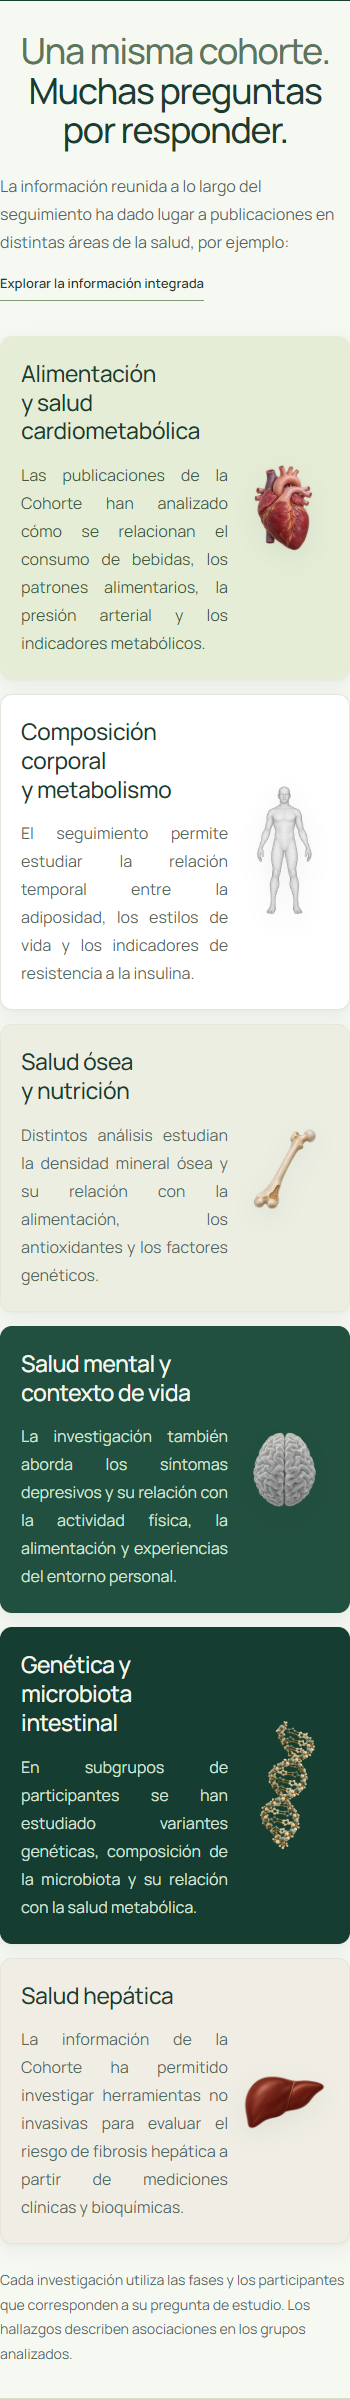 Una misma cohorte.
Muchas preguntas
por responder.
La información reunida a lo largo del
seguimiento ha dado lugar a publicaciones en
distintas áreas de la salud, por ejemplo:
Explorar la información integrada
Alimentación
y salud
cardiometabólica
Las publicaciones de la
Cohorte han analizado
cómo se relacionan el
consumo de bebidas, los
patrones alimentarios, la
presión arterial y los
indicadores metabólicos.
Composición
corporal
y metabolismo
El seguimiento permite
estudiar la relación
temporal entre la
adiposidad, los estilos de
vida y los indicadores de
resistencia a la insulina.
Salud ósea
y nutrición
Distintos análisis estudian
la densidad mineral ósea y
su relación con la
alimentación, los
antioxidantes y los factores
genéticos.
Salud mental y
contexto de vida
La investigación también
aborda los síntomas
depresivos y su relación con
la actividad física, la
alimentación y experiencias
del entorno personal.
Genética y
microbiota
intestinal
En subgrupos de
participantes se han
estudiado variantes
genéticas, composición de
la microbiota y su relación
con la salud metabólica.
Salud hepática
La información de la
Cohorte ha permitido
investigar herramientas no
invasivas para evaluar el
riesgo de fibrosis hepática a
partir de mediciones
clínicas y bioquímicas.
Cada investigación utiliza las fases y los participantes
que corresponden a su pregunta de estudio. Los
hallazgos describen asociaciones en los grupos
analizados.